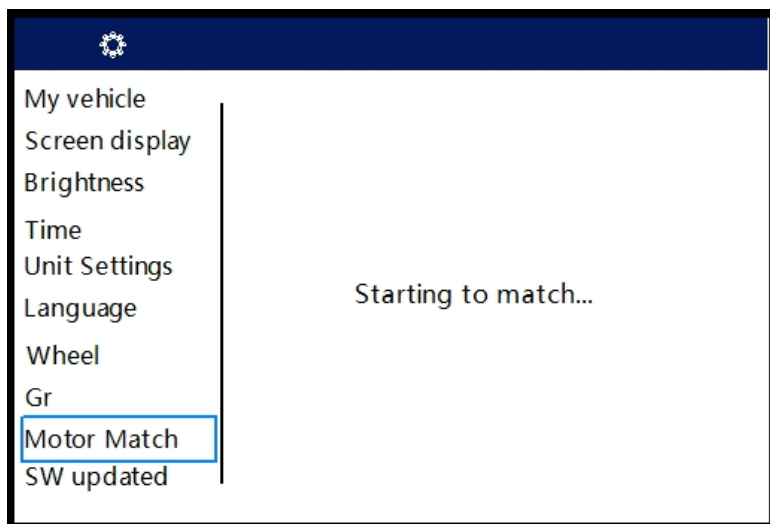 My vehicle
Screen display
Brightness
Time
Unit Settings
Language
Wheel
Gr
Motor Match
SW updated
Starting to match...